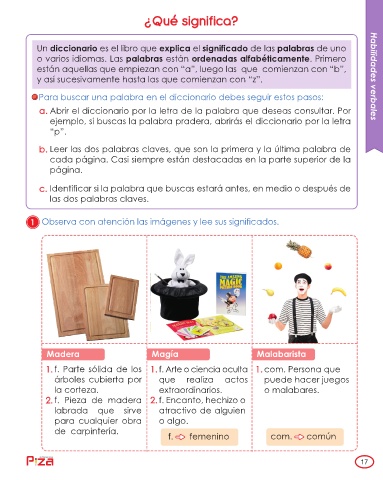 ¿Qué significa?
Un diccionario es el libro que explica el significado de las palabras de uno
o varios idiomas. Las palabras están ordenadas alfabéticamente. Primero
están aquellas que empiezan con “a”, luego las que comienzan con “b”,
y así sucesivamente hasta las que comienzan con “z”.
Para buscar una palabra en el diccionario debes seguir estos pasos:
a. Abrir el diccionario por la letra de la palabra que deseas consultar. Por
ejemplo, si buscas la palabra pradera, abrirás el diccionario por la letra
“p”.
b. Leer las dos palabras claves, que son la primera y la última palabra de
cada página. Casi siempre están destacadas en la parte superior de la
página.
c. Identificar si la palabra que buscas estará antes, en medio o después de
las dos palabras claves.
Habilidades verbales
1 Observa con atención las imágenes y lee sus significados.
MAGIC
Madera
1. f. Parte sólida de los
árboles cubierta por
la corteza.
2. f. Pieza de madera
labrada que sirve
para cualquier obra
de carpintería.
Magia
1. f. Arte o ciencia oculta
que realiza actos
extraordinarios.
2. f. Encanto, hechizo o
atractivo de alguien
o algo.
Malabarista
1. com. Persona que
puede hacer juegos
o malabares.
f. femenino
com. común
Piza
17